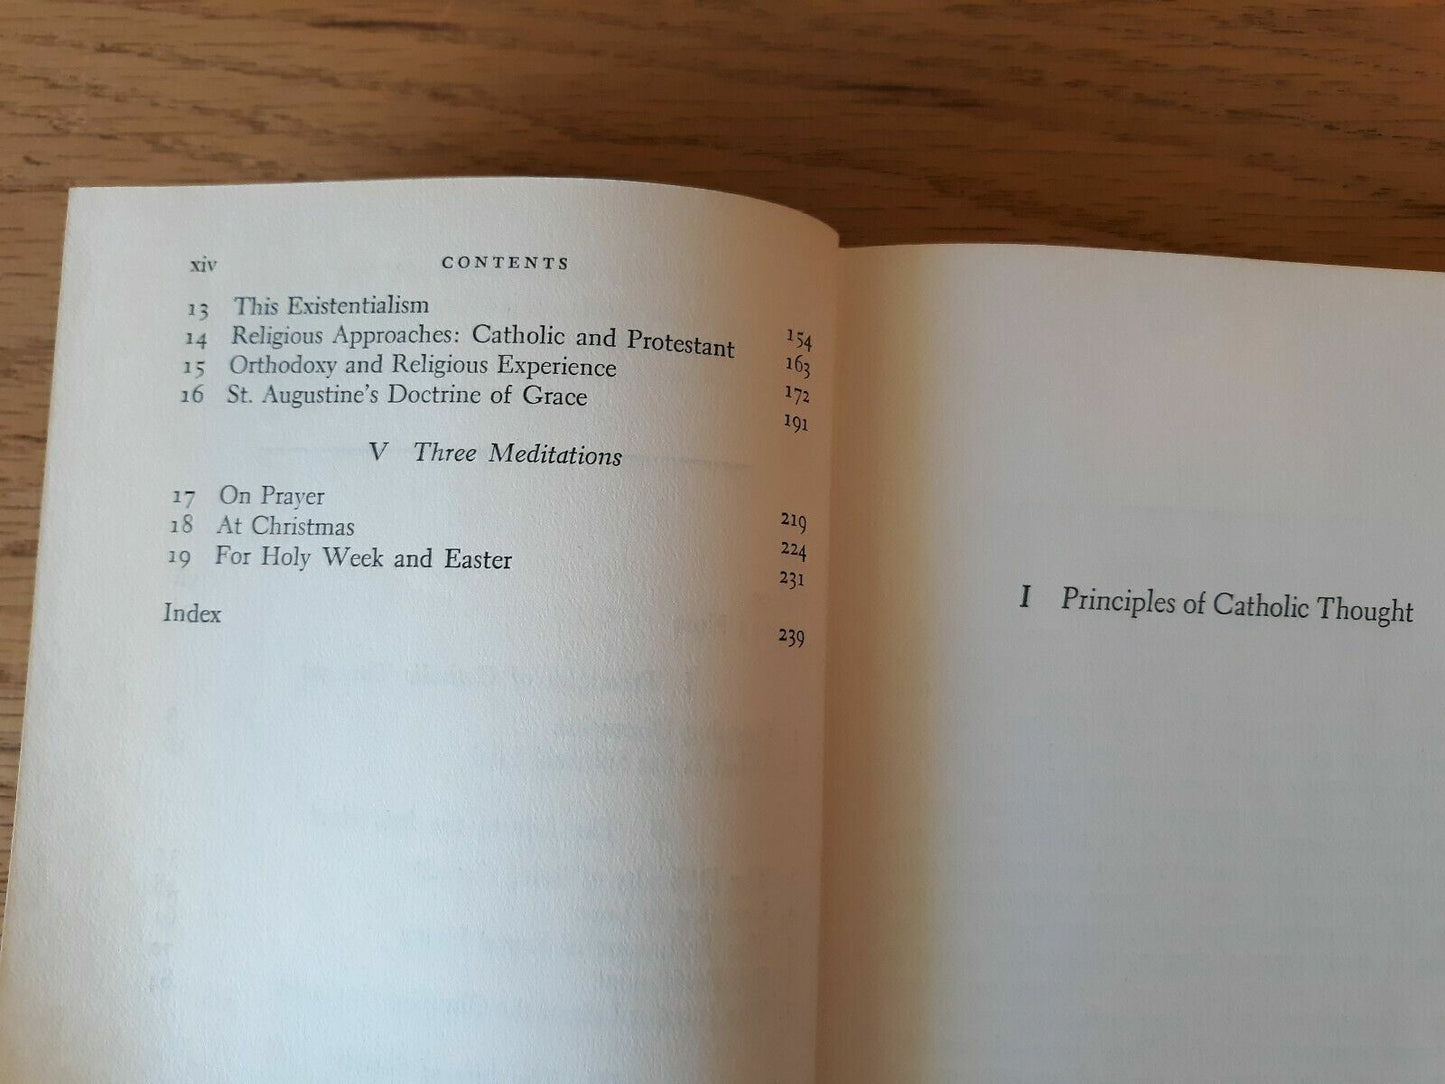 xiv CONTENTS
13 This Existentialism 154
14 Religious Approaches: Catholic and Protestant 163
15 Orthodoxy and Religious Experience 172
16 St. Augustine's Doctrine of Grace 191
V Three Meditations
17 On Prayer 219
18 At Christmas 224
19 For Holy Week and Easter 231
Index 239
I Principles of Catholic Thought